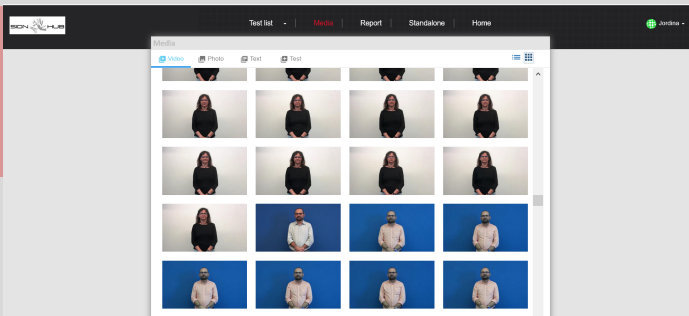 SIGN HUB
Test list - | Media | Report | Standalone | Home
Jordina
Media
Video Photo Text Test